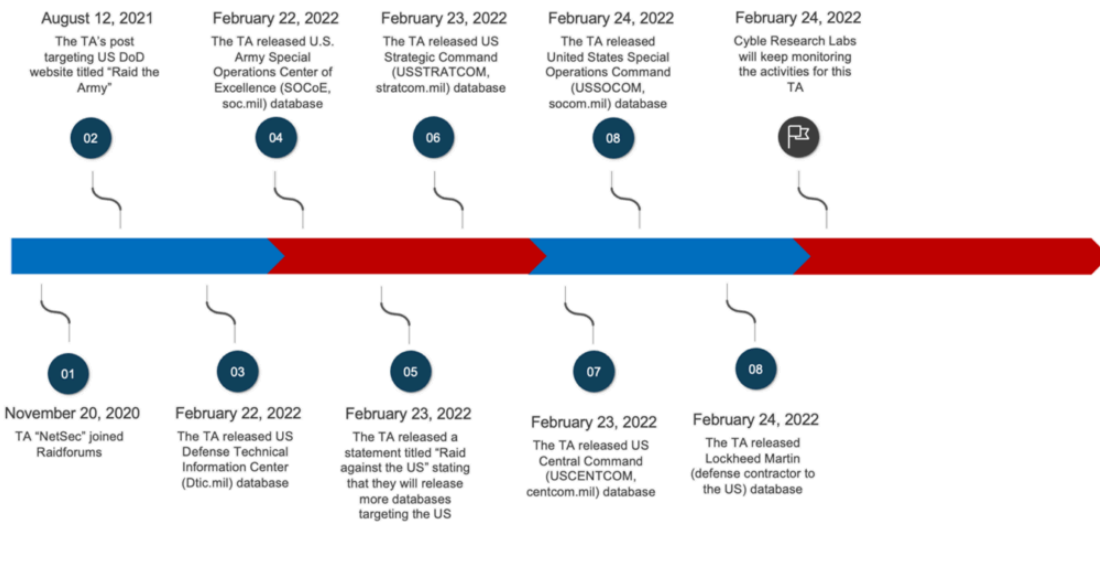 August 12, 2021
The TA's post
targeting US DoD
website titled “Raid the
Army”
02
February 22, 2022
The TA released U.S.
Army Special
Operations Center of
Excellence (SOCoE,
soc.mil) database
04
February 23, 2022
The TA released US
Strategic Command
(USSTRATCOM,
stratcom.mil) database
06
February 24, 2022
The TA released
United States Special
Operations Command
(USSOCOM,
socom.mil) database
08
February 24, 2022
Cyble Research Labs
will keep monitoring
the activities for this
TA
01
November 20, 2020
TA “NetSec” joined
Raidforums
03
February 22, 2022
The TA released US
Defense Technical
Information Center
(Dtic.mil) database
05
February 23, 2022
The TA released a
statement titled “Raid
against the US” stating
that they will release
more databases
targeting the US
07
February 23, 2022
The TA released US
Central Command
(USCENTCOM,
centcom.mil) database
08
February 24, 2022
The TA released
Lockheed Martin
(defense contractor to
the US) database